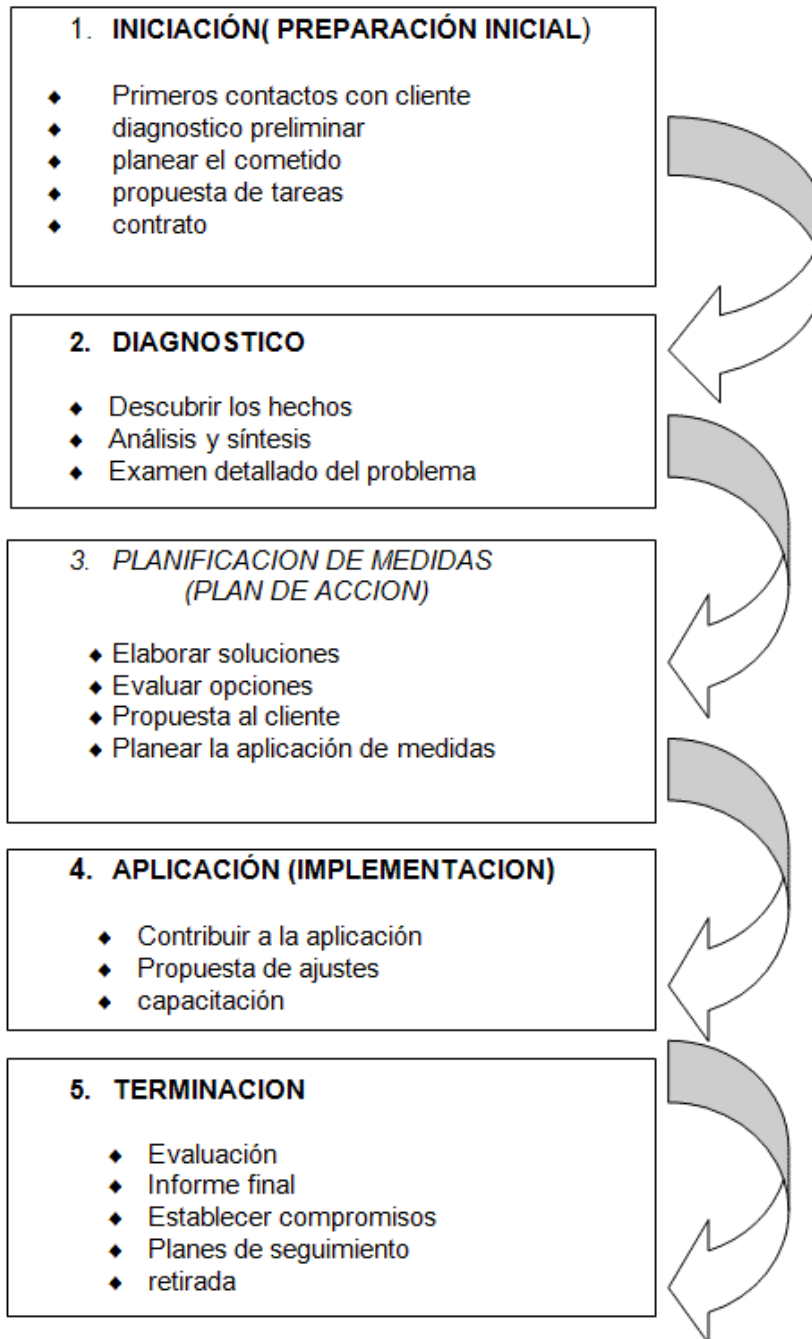 1. INICIACIÓN( PREPARACIÓN INICIAL)
◆ Primeros contactos con cliente
◆ diagnostico preliminar
◆ planear el cometido
◆ propuesta de tareas
◆ contrato
2. DIAGNOSTICO
◆ Descubrir los hechos
◆ Análisis y síntesis
◆ Examen detallado del problema
3. PLANIFICACION DE MEDIDAS
(PLAN DE ACCION)
◆ Elaborar soluciones
◆ Evaluar opciones
◆ Propuesta al cliente
◆ Planear la aplicación de medidas
4. APLICACIÓN (IMPLEMENTACION)
◆ Contribuir a la aplicación
◆ Propuesta de ajustes
◆ capacitación
5. TERMINACION
◆ Evaluación
◆ Informe final
◆ Establecer compromisos
◆ Planes de seguimiento
◆ retirada